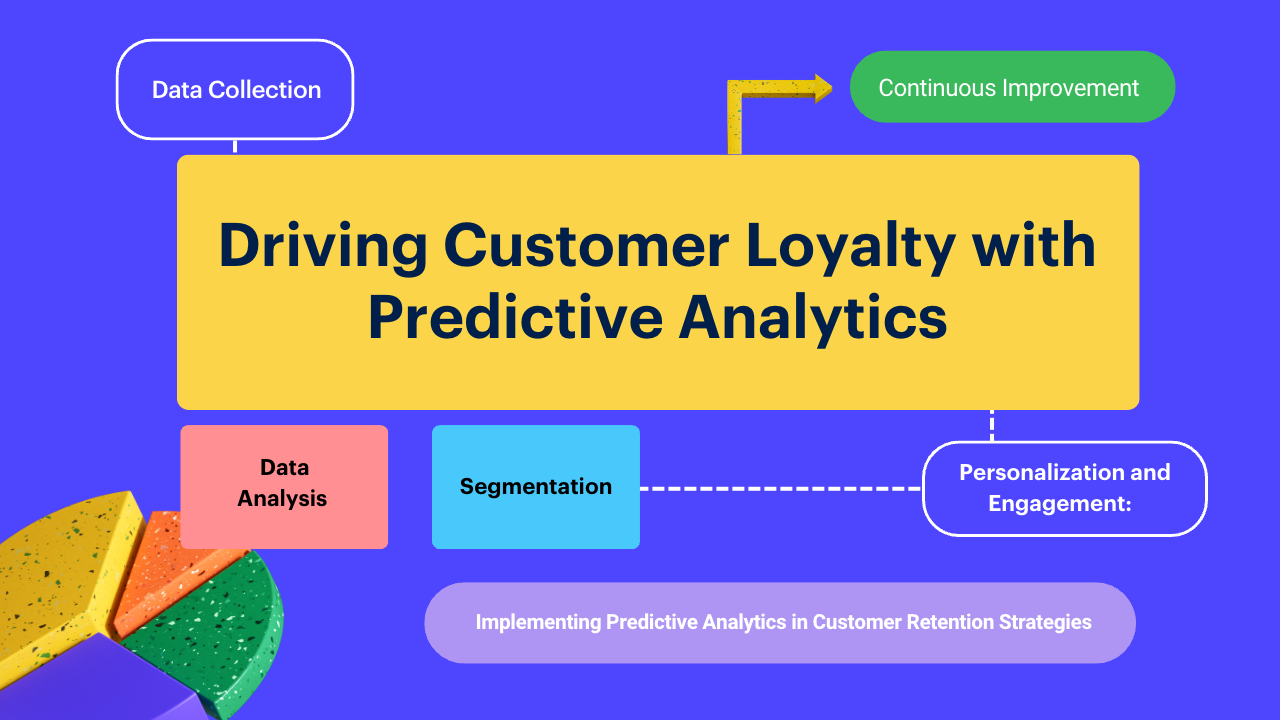 Data Collection
Continuous Improvement
Driving Customer Loyalty with
Predictive Analytics
Data
Analysis
Segmentation
Personalization and
Engagement:
Implementing Predictive Analytics in Customer Retention Strategies